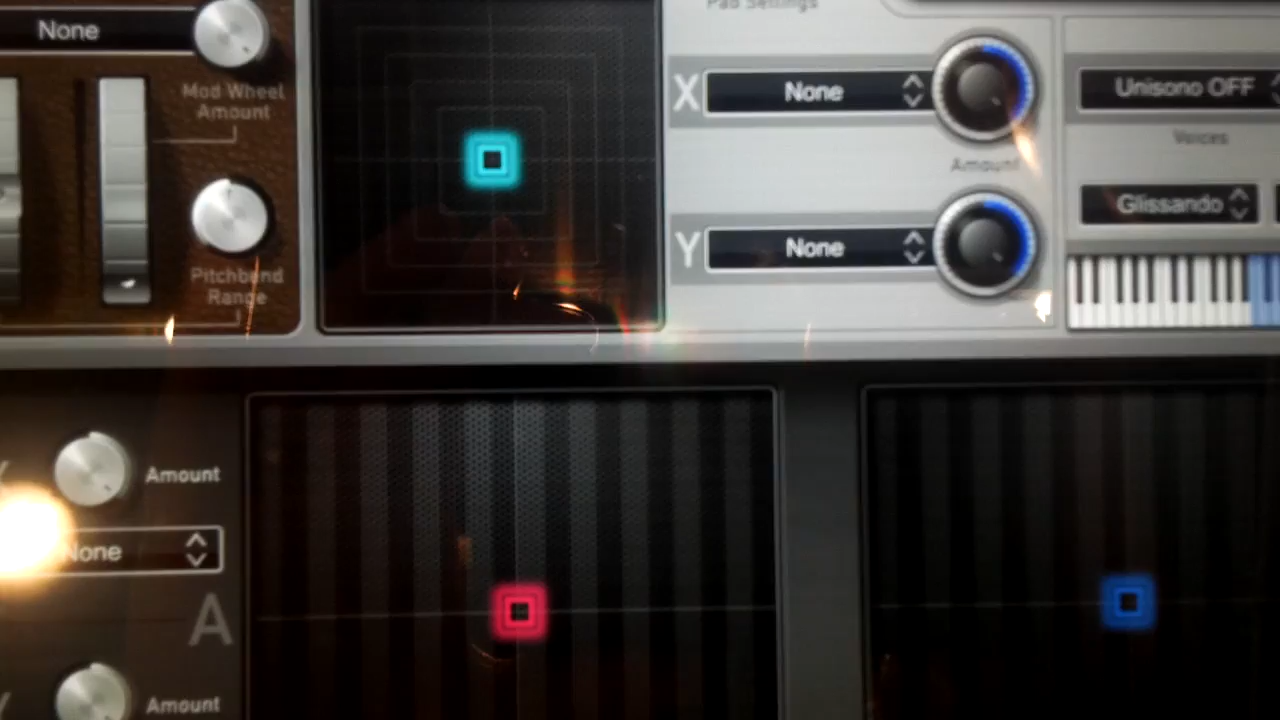 None
Mod Wheel
Amount
Pitchbend
Range
Pad Settings
X
None
Amount
Y
None
Unisono OFF
Voices
Glissando
Amount
None
A
Amount